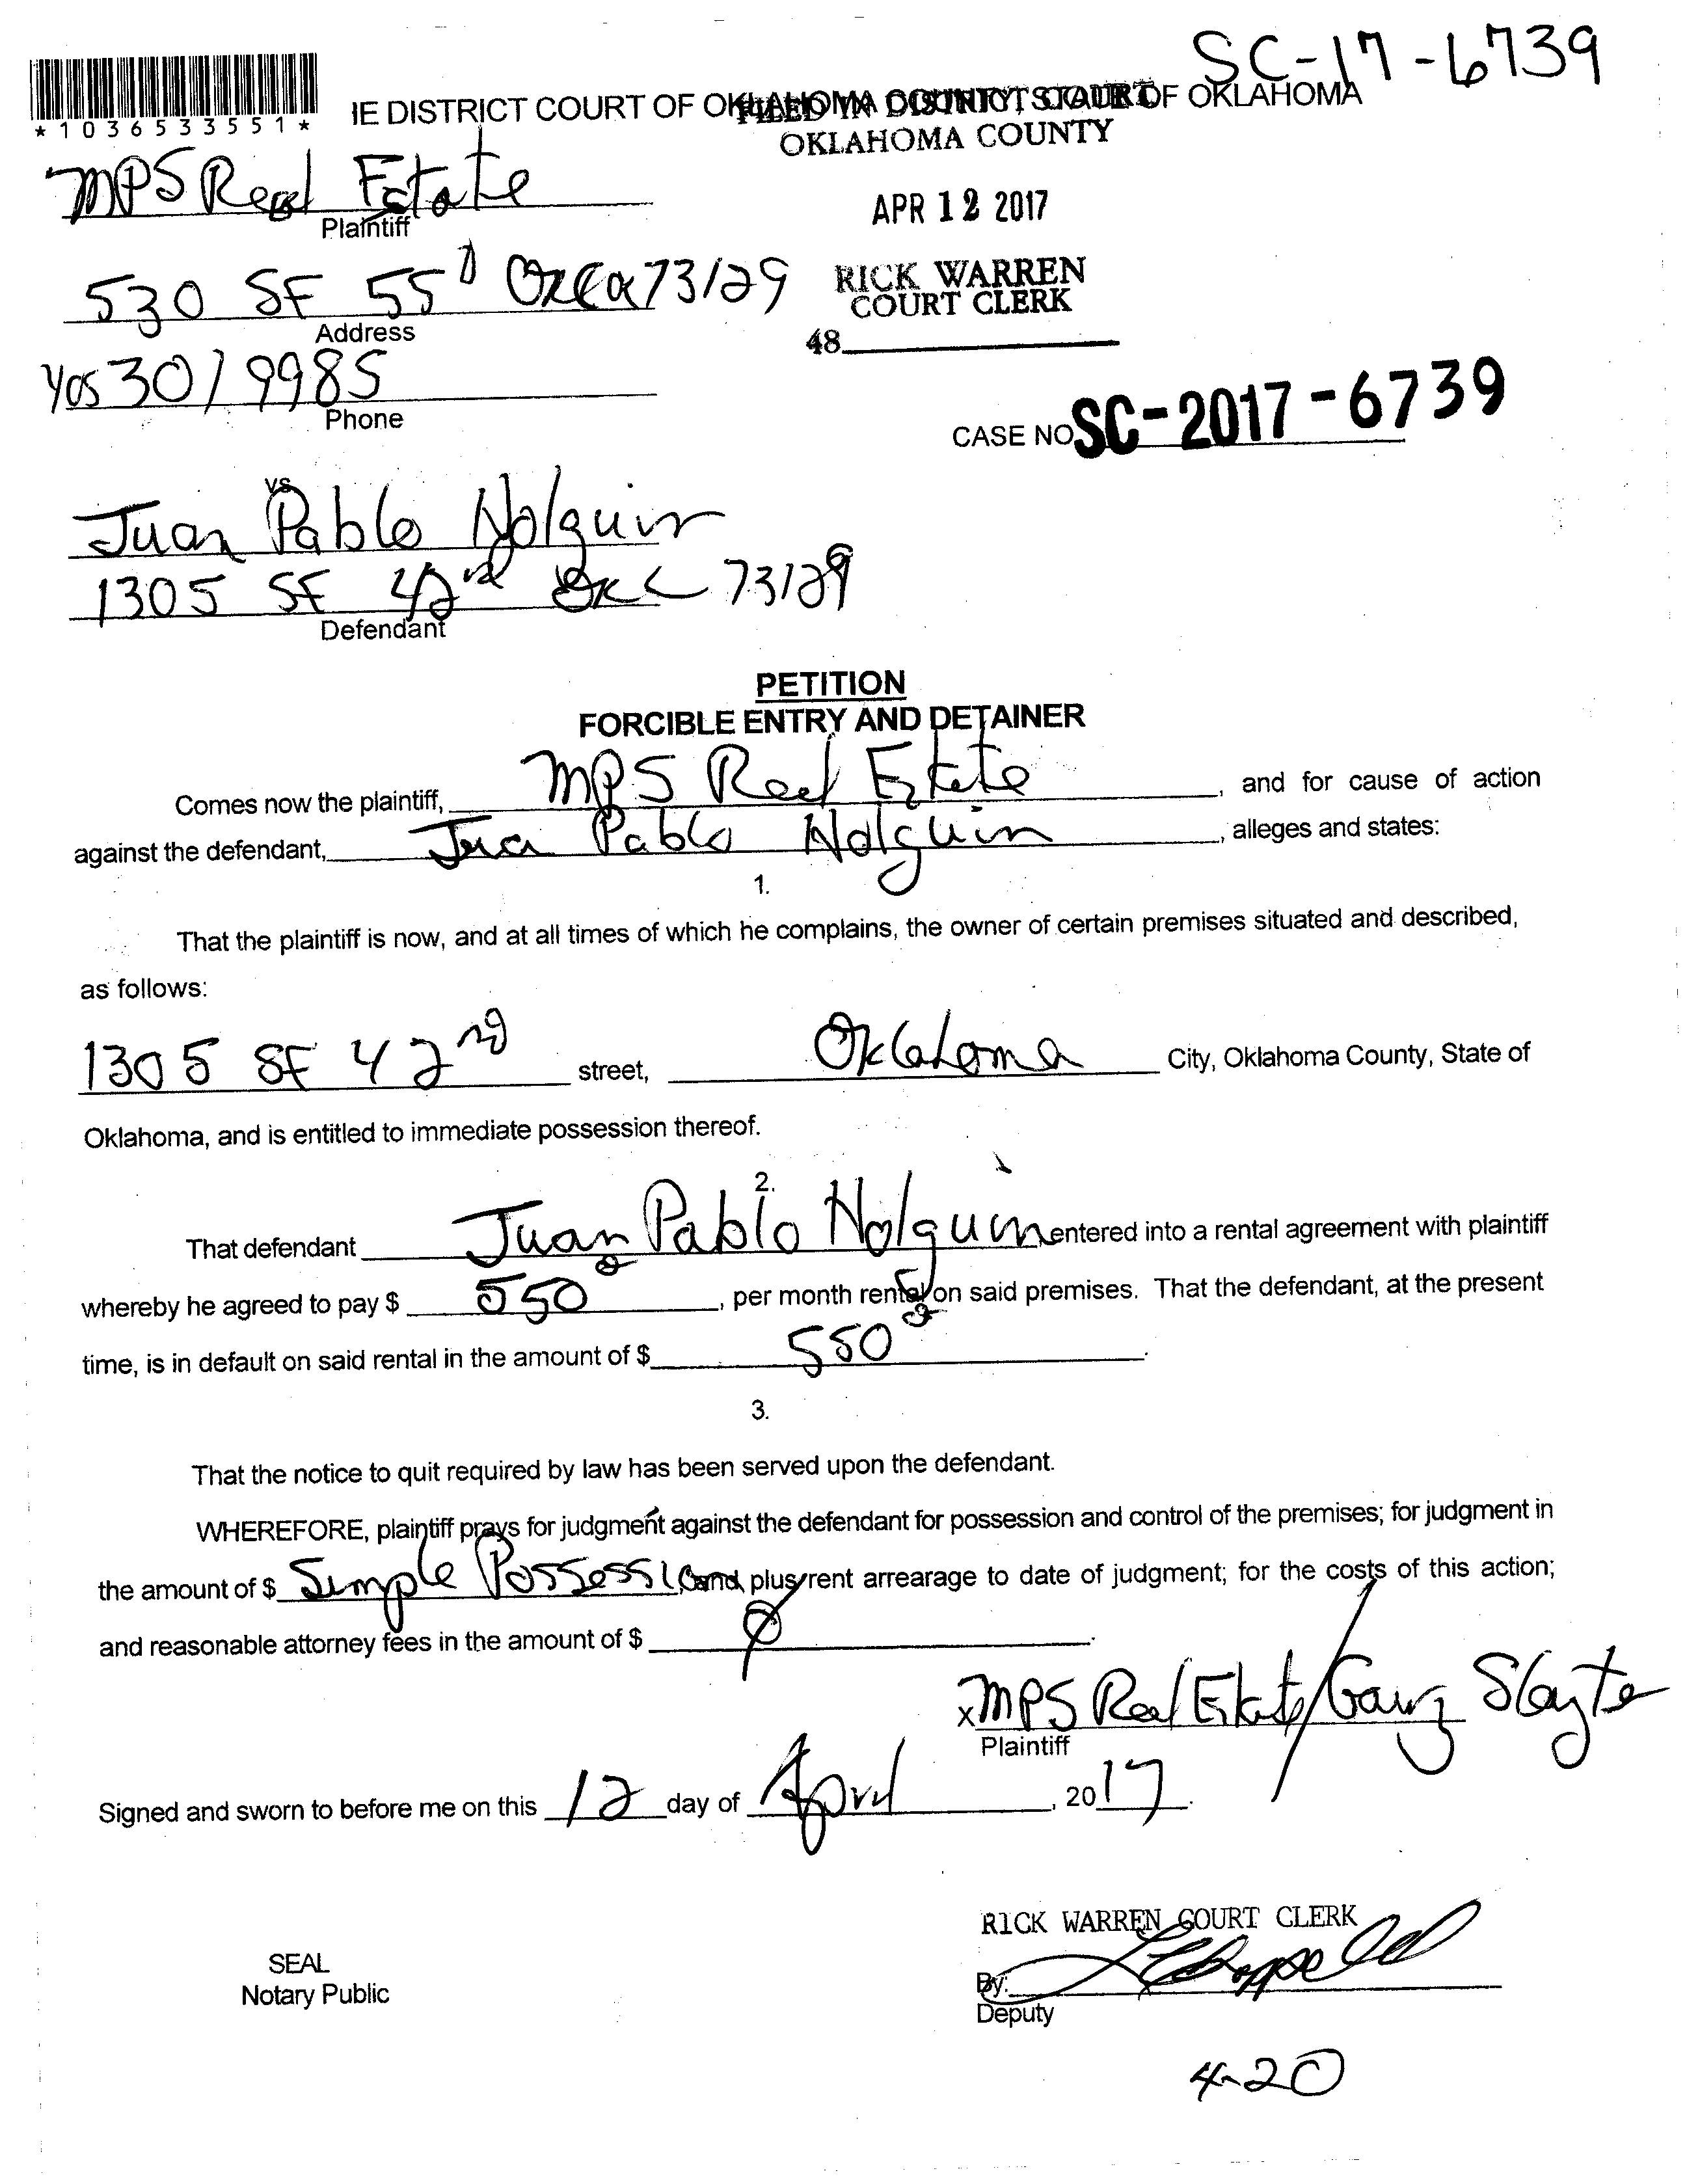 SC-17-6739
*1036533551*
IE DISTRICT COURT OF OKLAHOMA COUNTY, STATE OF OKLAHOMA
FILED IN DISTRICT COURT
OKLAHOMA COUNTY
MPS Real Estate
Plaintiff
APR 12 2017
530 SE 55 73129
Address
RICK WARREN
COURT CLERK
48
405 301 9985
Phone
CASE NO. SC-2017-6739
vs
Juan Pablo Holguin
1305 SE 42nd OKC 73129
Defendant
PETITION
FORCIBLE ENTRY AND DETAINER
Comes now the plaintiff, MPS Real Estate, and for cause of action
against the defendant, Jua Pablo Holguin, alleges and states:
1.
That the plaintiff is now, and at all times of which he complains, the owner of certain premises situated and described,
as follows:
1305 SE 42nd street, Oklahoma City, Oklahoma County, State of
Oklahoma, and is entitled to immediate possession thereof.
2.
That defendant Juan Pablo Holguin entered into a rental agreement with plaintiff
whereby he agreed to pay $ 550, per month rental on said premises. That the defendant, at the present
time, is in default on said rental in the amount of $ 550.
3.
That the notice to quit required by law has been served upon the defendant.
WHEREFORE, plaintiff prays for judgment against the defendant for possession and control of the premises; for judgment in
the amount of $ Simple Possession and plus rent arrearage to date of judgment; for the costs of this action;
and reasonable attorney fees in the amount of $ 0.
x MPS Real Estate/Gary Slayter
Plaintiff
Signed and sworn to before me on this 12 day of April, 2017.
RICK WARREN COURT CLERK
SEAL
Notary Public
By:
Deputy
4-20